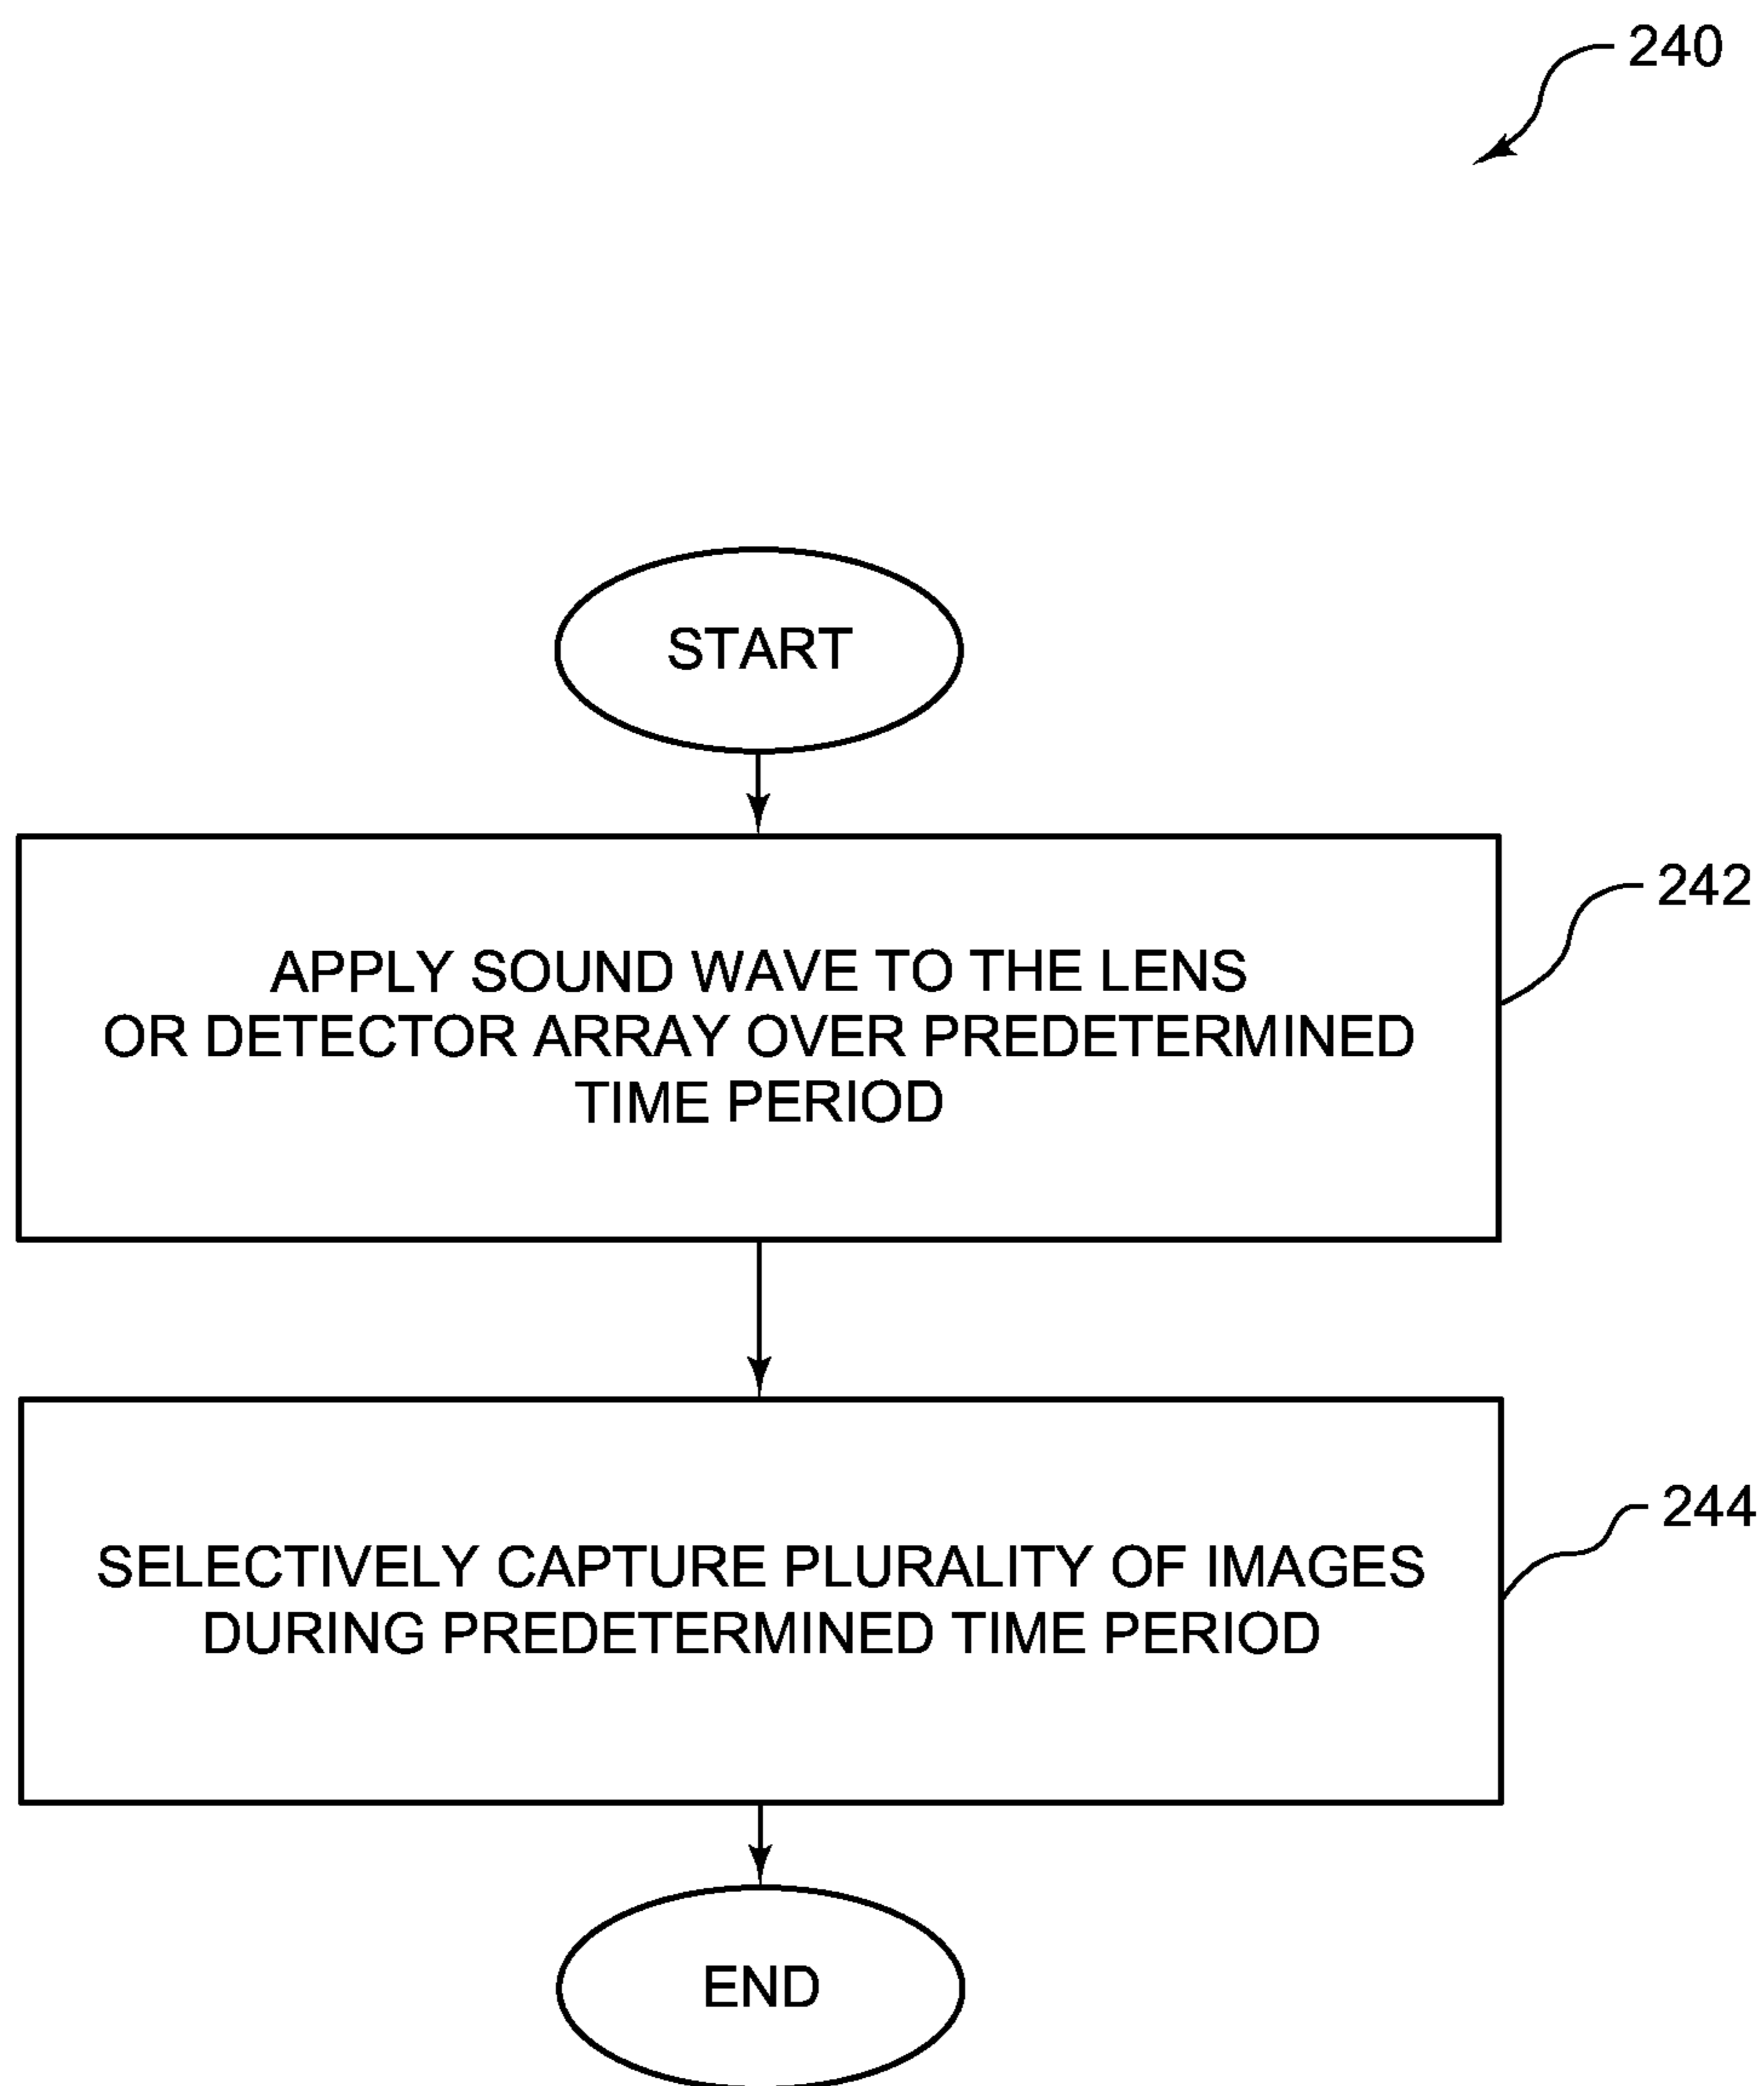 240
START
242
APPLY SOUND WAVE TO THE LENS
OR DETECTOR ARRAY OVER PREDETERMINED
TIME PERIOD
244
SELECTIVELY CAPTURE PLURALITY OF IMAGES
DURING PREDETERMINED TIME PERIOD
END